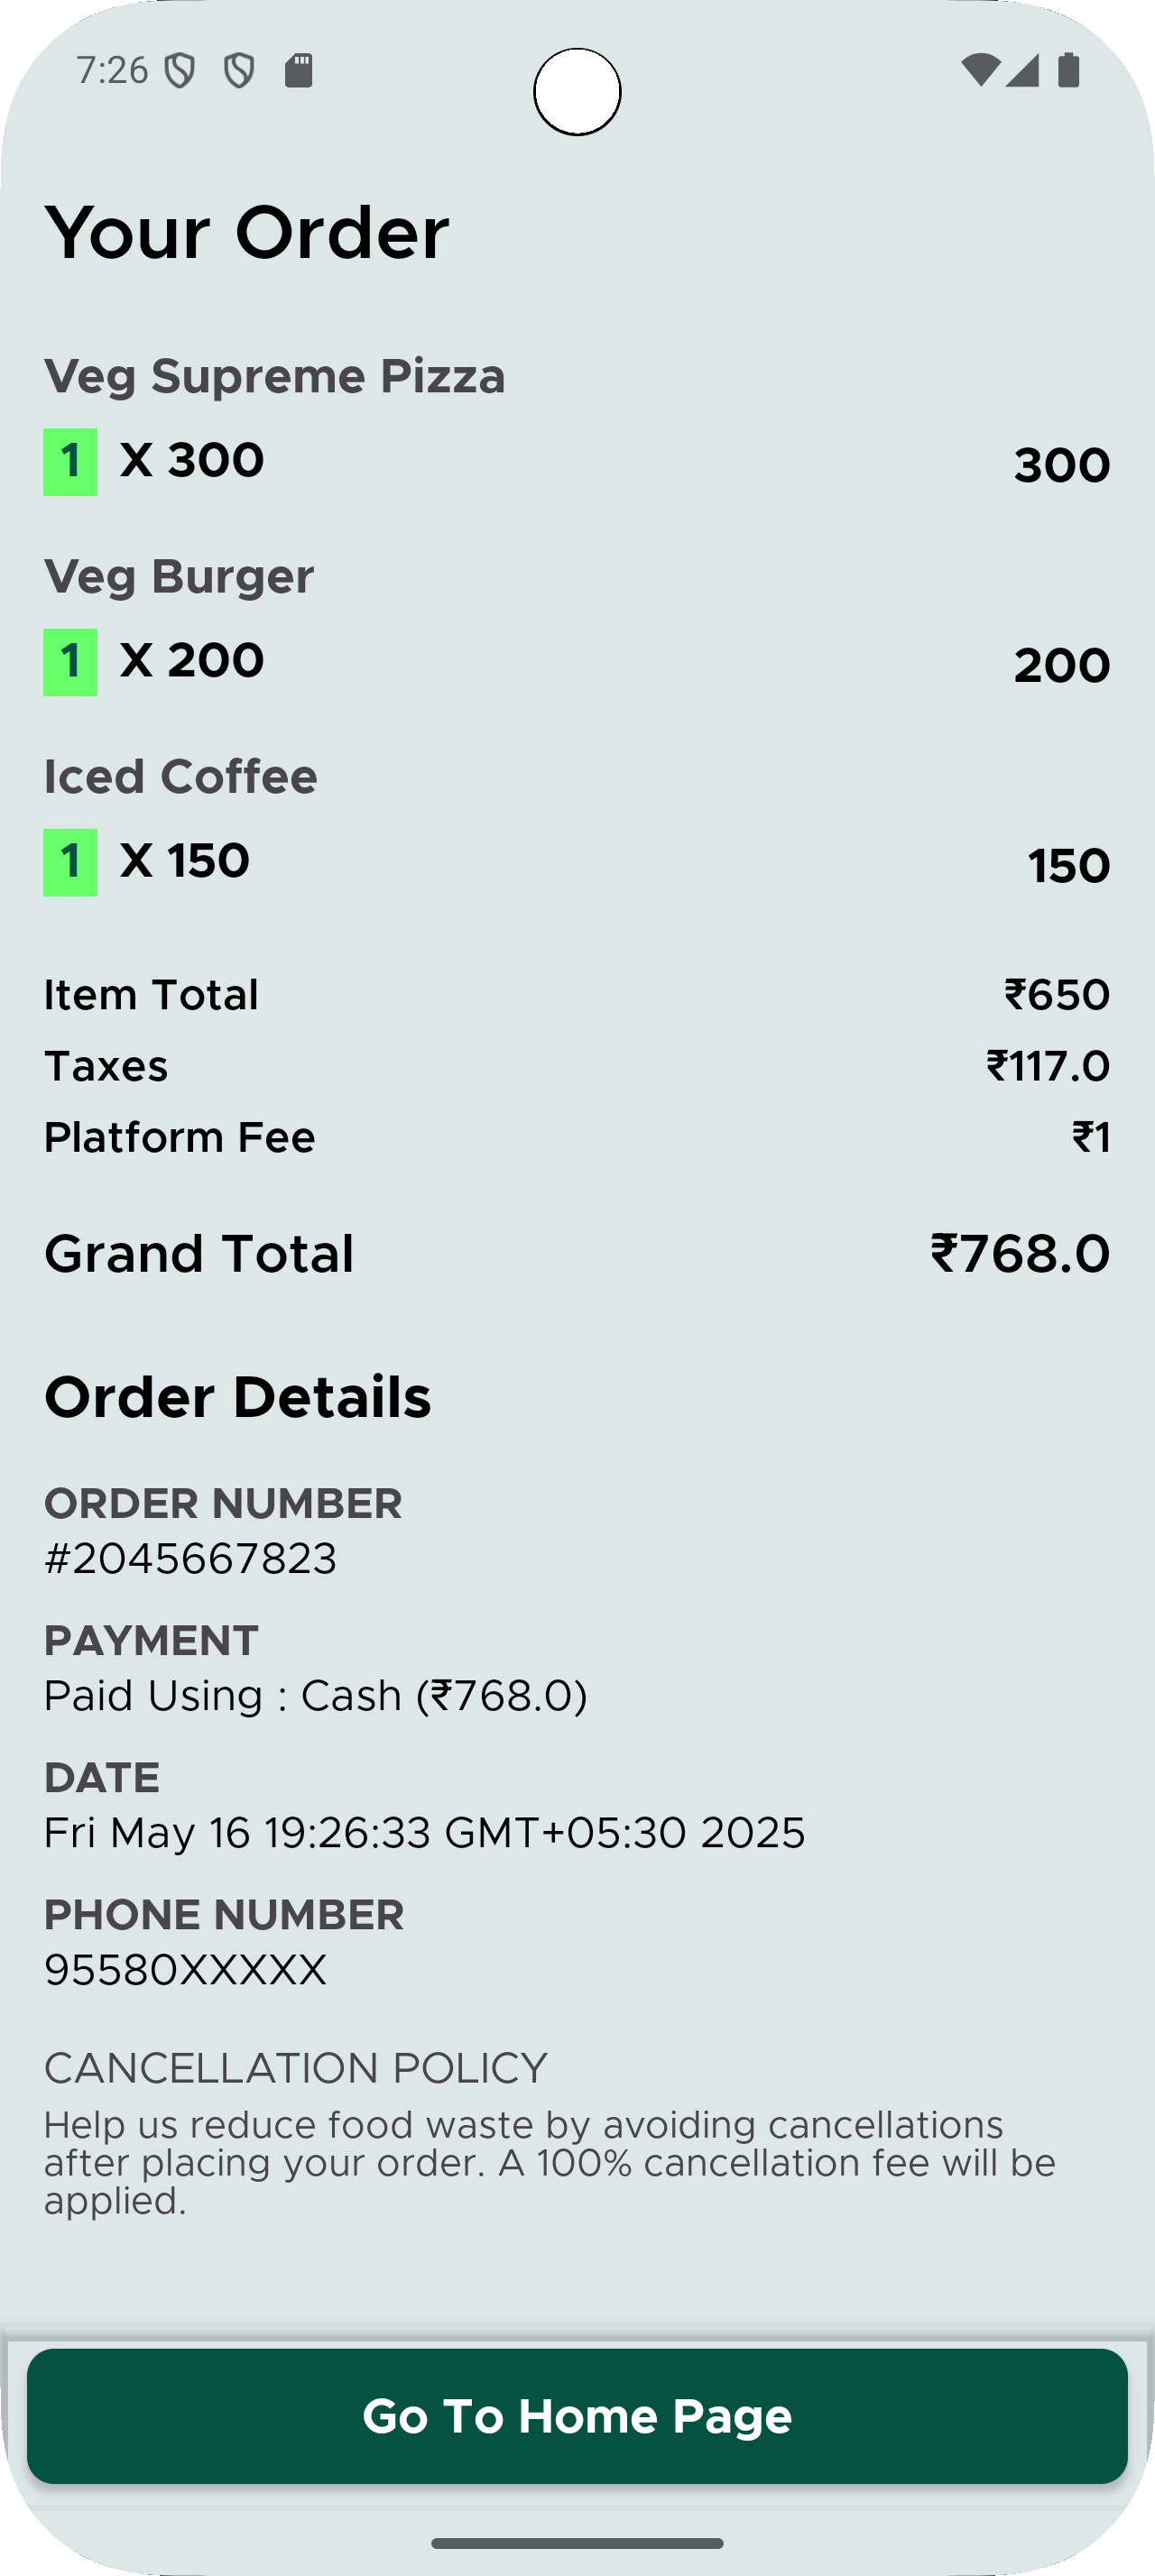 7:26
Your Order
Veg Supreme Pizza
1 X 300 300
Veg Burger
1 X 200 200
Iced Coffee
1 X 150 150
Item Total ₹650
Taxes ₹117.0
Platform Fee ₹1
Grand Total ₹768.0
Order Details
ORDER NUMBER
#2045667823
PAYMENT
Paid Using : Cash (₹768.0)
DATE
Fri May 16 19:26:33 GMT+05:30 2025
PHONE NUMBER
95580XXXXX
CANCELLATION POLICY
Help us reduce food waste by avoiding cancellations
after placing your order. A 100% cancellation fee will be
applied.
Go To Home Page